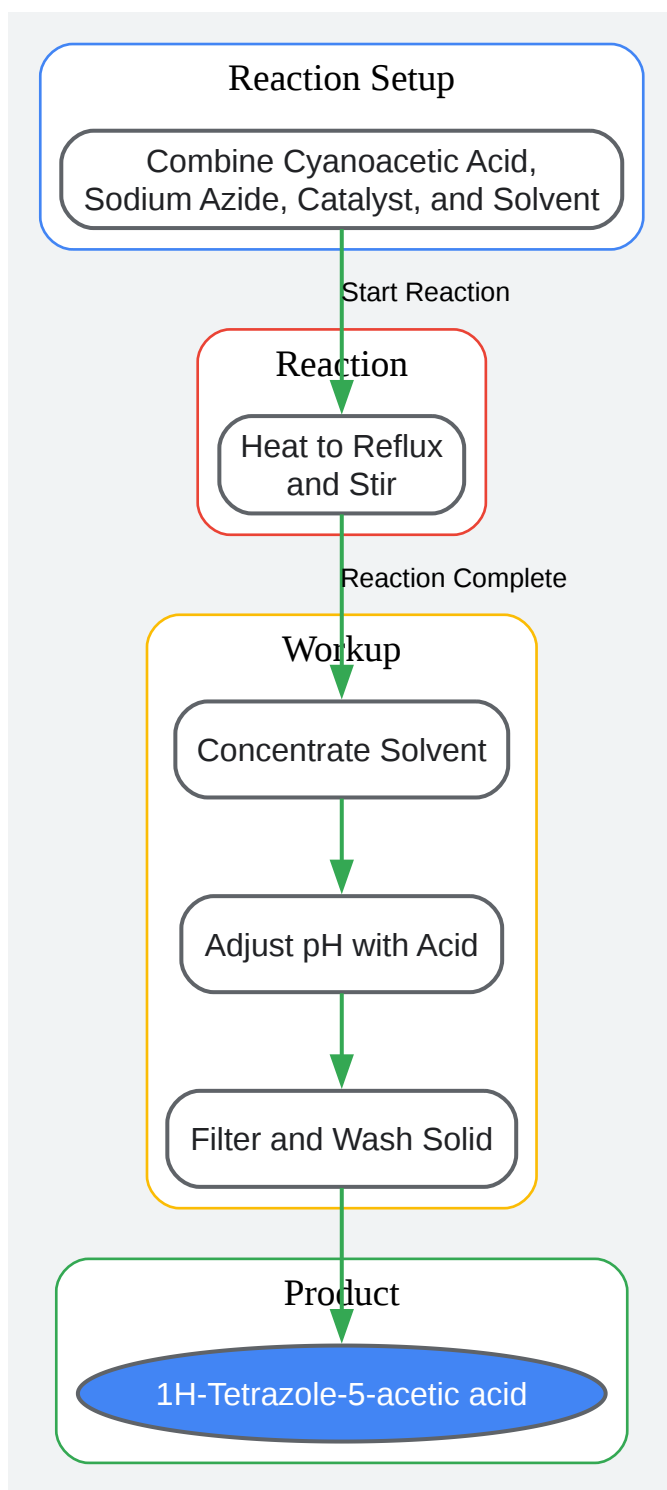 Reaction Setup
Combine Cyanoacetic Acid,
Sodium Azide, Catalyst, and Solvent
Start Reaction
Reaction
Heat to Reflux
and Stir
Reaction Complete
Workup
Concentrate Solvent
Adjust pH with Acid
Filter and Wash Solid
Product
1H-Tetrazole-5-acetic acid